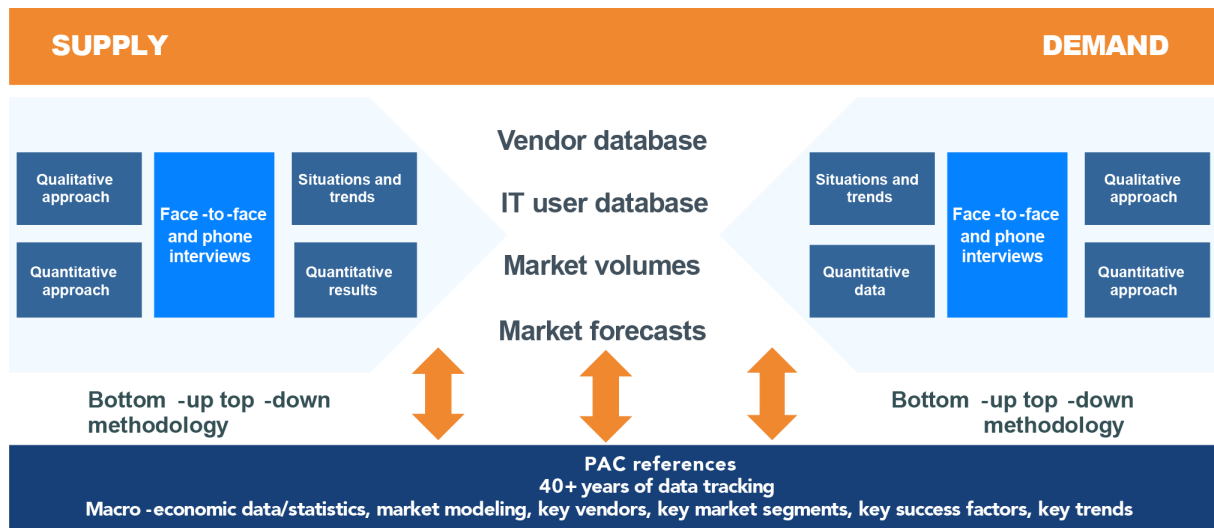 SUPPLY
DEMAND
Qualitative
approach
Quantitative
approach
Face -to -face
and phone
interviews
Situations and
trends
Quantitative
results
Vendor database
IT user database
Market volumes
Market forecasts
Situations and
trends
Quantitative
data
Face -to -face
and phone
interviews
Qualitative
approach
Quantitative
approach
Bottom -up top -down
methodology
Bottom -up top -down
methodology
PAC references
40+ years of data tracking
Macro -economic data/statistics, market modeling, key vendors, key market segments, key success factors, key trends